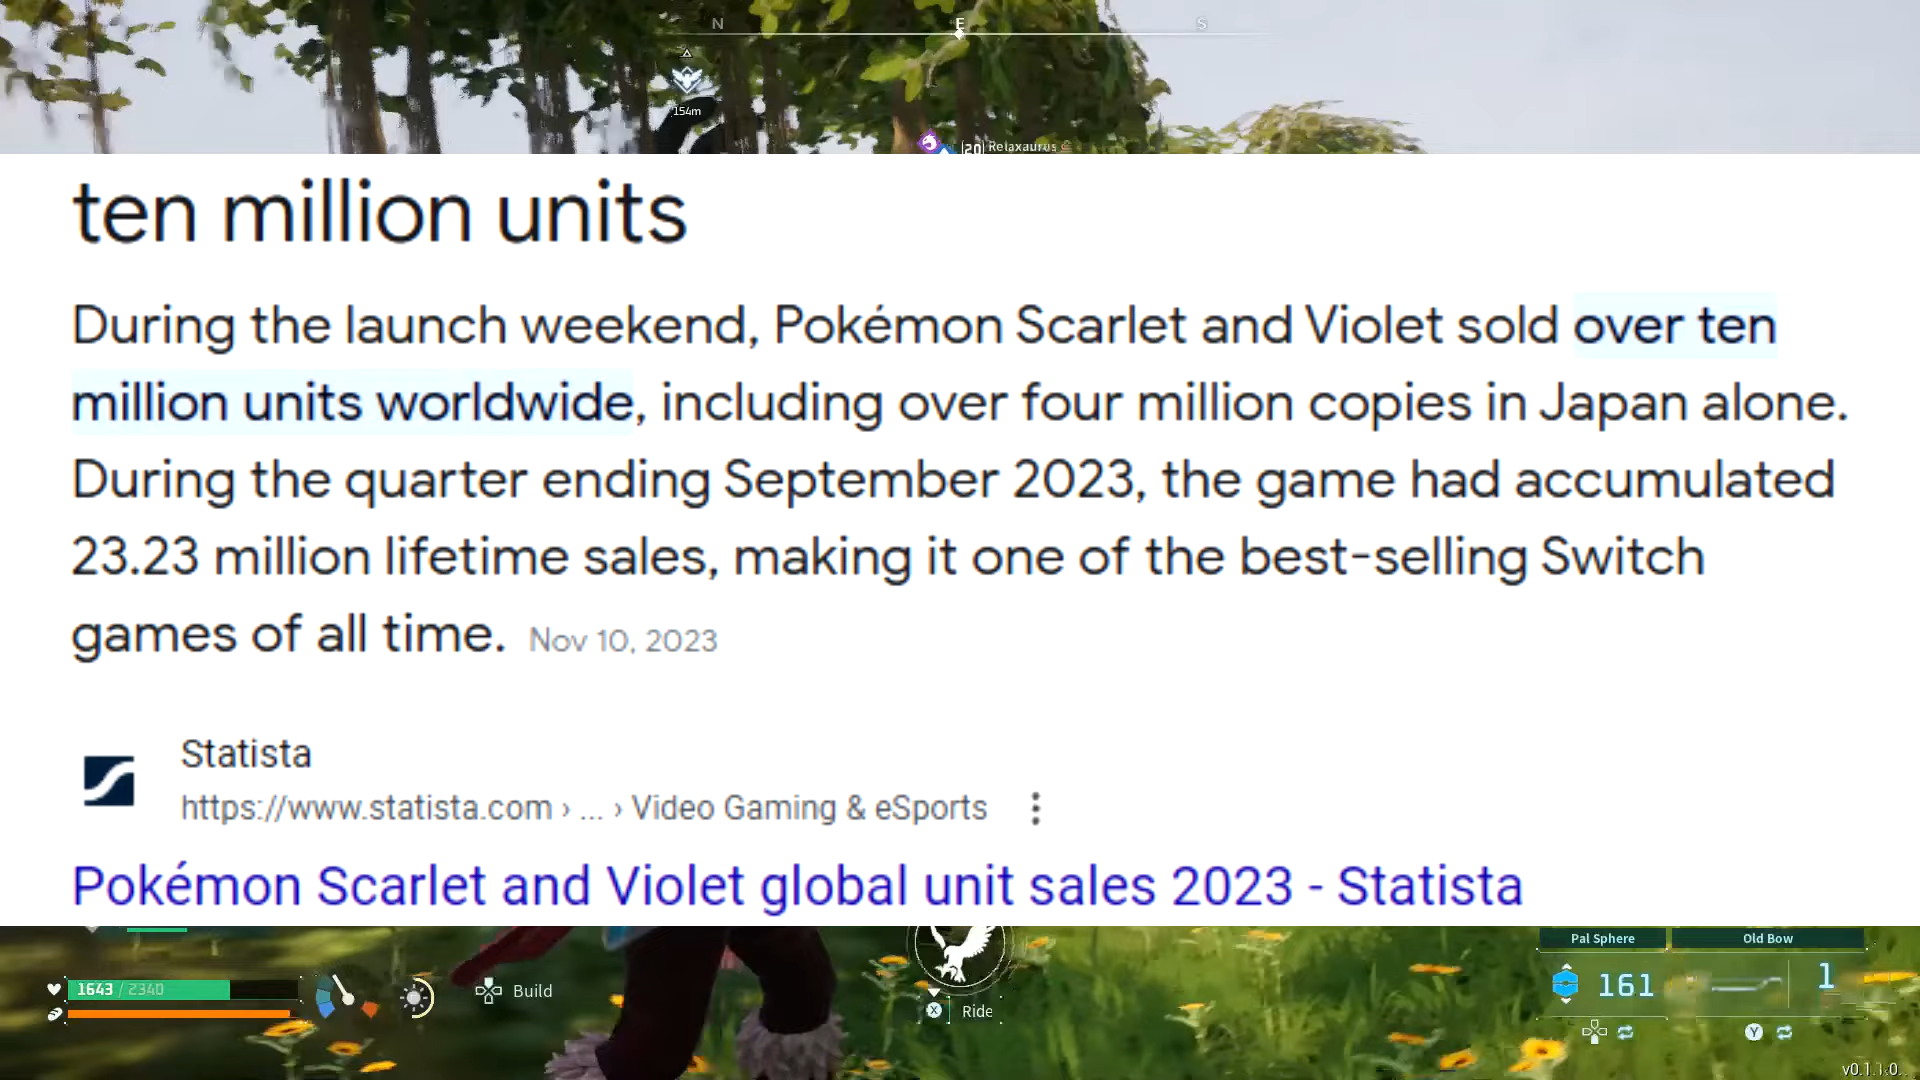 N E S
154m
[20] Relaxaurus
ten million units
During the launch weekend, Pokémon Scarlet and Violet sold over ten
million units worldwide, including over four million copies in Japan alone.
During the quarter ending September 2023, the game had accumulated
23.23 million lifetime sales, making it one of the best-selling Switch
games of all time. Nov 10, 2023
Statista
https://www.statista.com › ... › Video Gaming & eSports
Pokémon Scarlet and Violet global unit sales 2023 - Statista
Pal Sphere Old Bow
1643 / 2340
Build
161 1
X Ride
Y